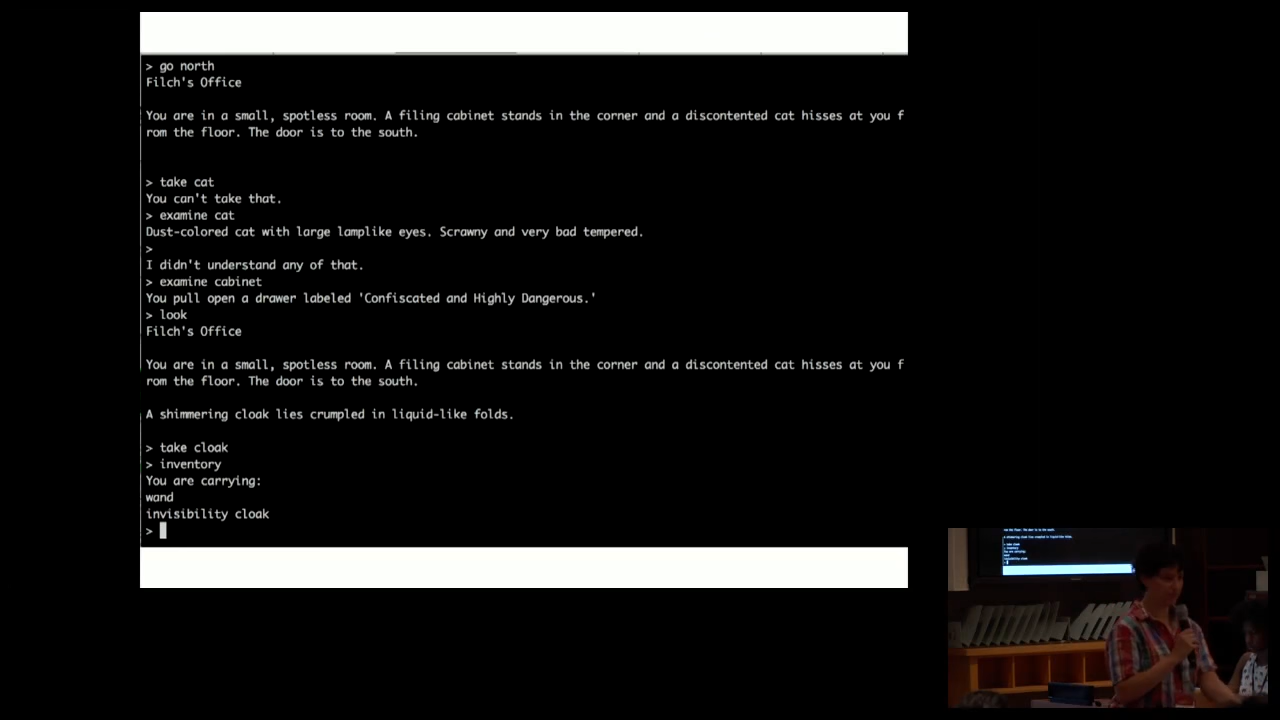 > go north
Filch's Office
You are in a small, spotless room. A filing cabinet stands in the corner and a discontented cat hisses at you f
rom the floor. The door is to the south.
> take cat
You can't take that.
> examine cat
Dust-colored cat with large lamplike eyes. Scrawny and very bad tempered.
>
I didn't understand any of that.
> examine cabinet
You pull open a drawer labeled 'Confiscated and Highly Dangerous.'
> look
Filch's Office
You are in a small, spotless room. A filing cabinet stands in the corner and a discontented cat hisses at you f
rom the floor. The door is to the south.
A shimmering cloak lies crumpled in liquid-like folds.
> take cloak
> inventory
You are carrying:
wand
invisibility cloak
>